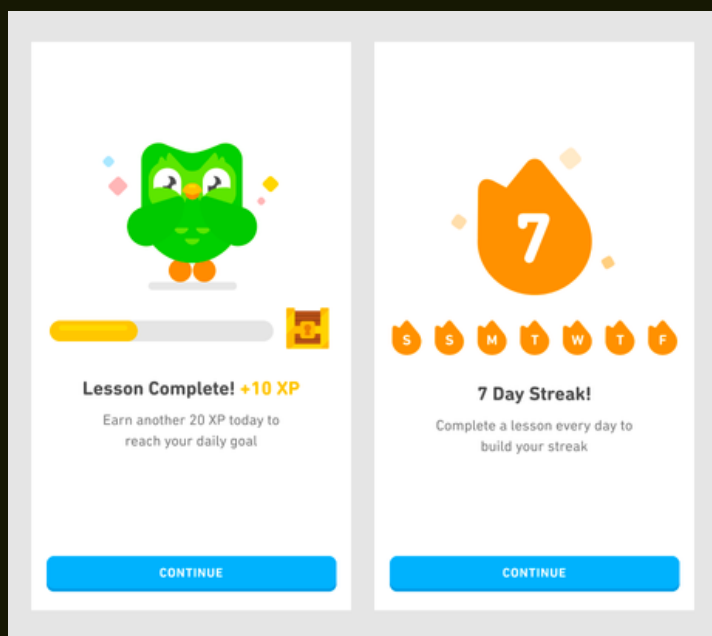 Lesson Complete! +10 XP
Earn another 20 XP today to
reach your daily goal
CONTINUE
7
S S M T W T F
7 Day Streak!
Complete a lesson every day to
build your streak
CONTINUE